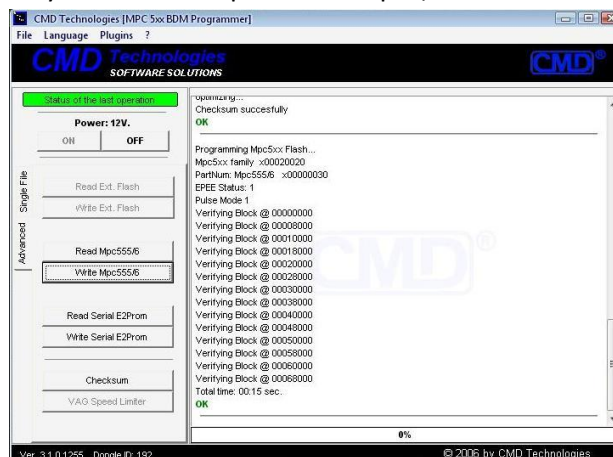 CMD Technologies [MPC 5xx BDM Programmer]
File Language Plugins ?
CMD Technologies
SOFTWARE SOLUTIONS
CMD®
Status of the last operation
Power: 12V.
ON OFF
Single File
Advanced
Read Ext. Flash
Write Ext. Flash
Read Mpc555/6
Write Mpc555/6
Read Serial E2Prom
Write Serial E2Prom
Checksum
VAG Speed Limiter
Optimizing...
Checksum succesfully
OK
Programming Mpc5xx Flash...
Mpc5xx family x00020020
PartNum: Mpc555/6 x00000030
EPEE Status: 1
Pulse Mode 1
Verifying Block @ 00000000
Verifying Block @ 00008000
Verifying Block @ 00010000
Verifying Block @ 00018000
Verifying Block @ 00020000
Verifying Block @ 00028000
Verifying Block @ 00030000
Verifying Block @ 00038000
Verifying Block @ 00040000
Verifying Block @ 00048000
Verifying Block @ 00050000
Verifying Block @ 00058000
Verifying Block @ 00060000
Verifying Block @ 00068000
Total time: 00:15 sec.
OK
CMD®
0%
Ver. 3.1.0.1255 Dongle ID: 192
© 2006 by CMD Technologies